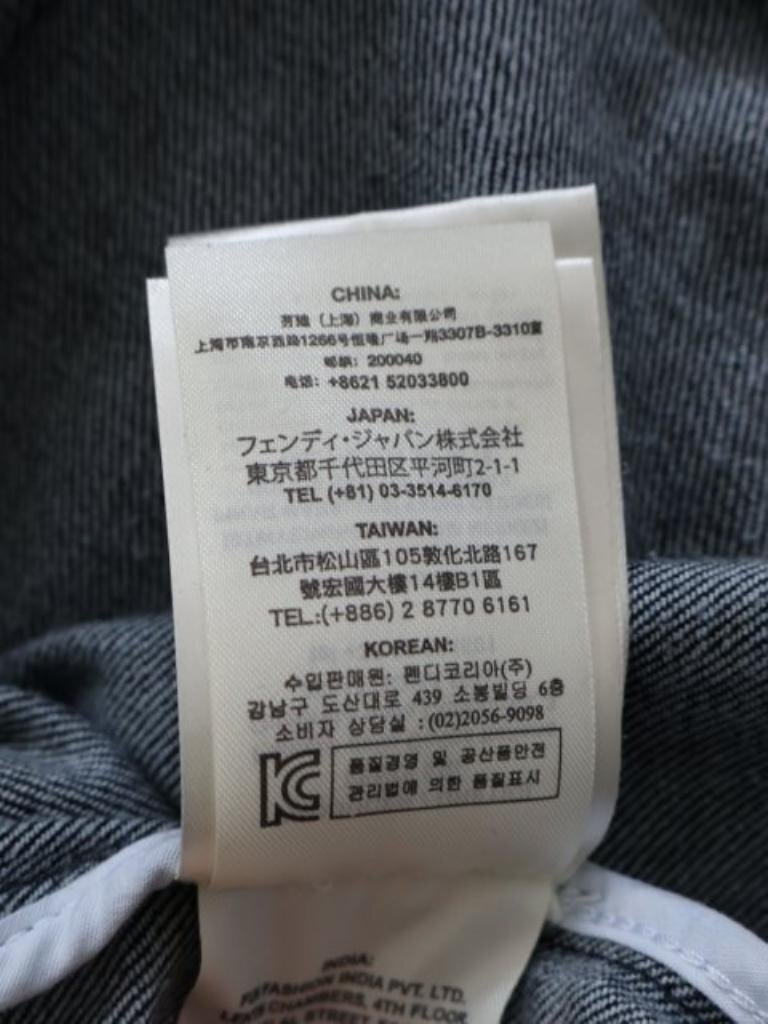 CHINA:
芬迪（上海）商业有限公司
上海市南京西路1266号恒隆广场一期3307B-3310室
邮编: 200040
电话: +8621 52033800
JAPAN:
フェンディ・ジャパン株式会社
東京都千代田区平河町2-1-1
TEL (+81) 03-3514-6170
TAIWAN:
台北市松山區105敦化北路167
號宏國大樓14樓B1區
TEL.:(+886) 2 8770 6161
KOREAN:
수입판매원: 펜디코리아(주)
강남구 도산대로 439 소봉빌딩 6층
소비자 상담실 : (02)2056-9098
품질경영 및 공산품안전
관리법에 의한 품질표시
INDIA:
FASHION INDIA PVT. LTD.
CHAMBERS, 4TH FLOOR,
STREET,